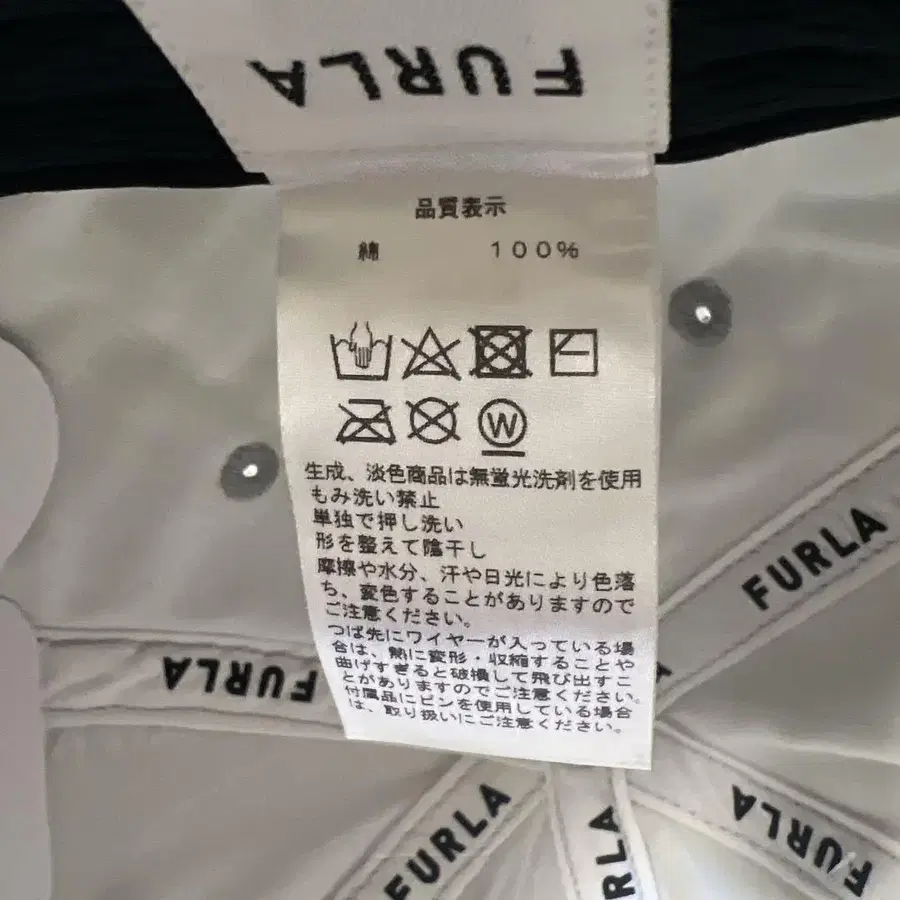 FURLA
品質表示
綿 100%
W
生成、淡色商品は無蛍光洗剤を使用
もみ洗い禁止
単独で押し洗い
形を整えて陰干し
摩擦や水分、汗や日光により色落
ち、変色することがありますので
ご注意ください。
つば先にワイヤーが入っている場
合は、熱に変形・収縮することや
曲げすぎると破損して飛び出すこ
とがありますのでご注意ください。
付属品にピンを使用している場合
は、取り扱いにご注意ください。
FURLA
FURLA
FURLA
FURLA
FURLA